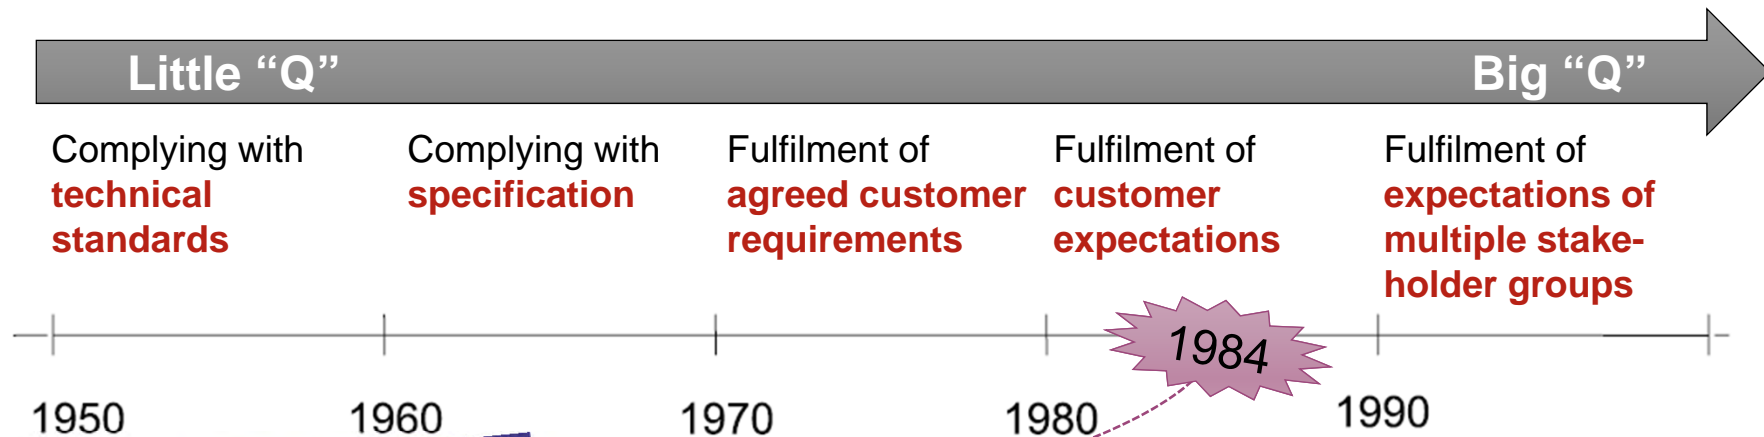 Little “Q”
Big “Q”
Complying with
technical
standards
Complying with
specification
Fulfilment of
agreed customer
requirements
Fulfilment of
customer
expectations
Fulfilment of
expectations of
multiple stake-
holder groups
1984
1950
1960
1970
1980
1990